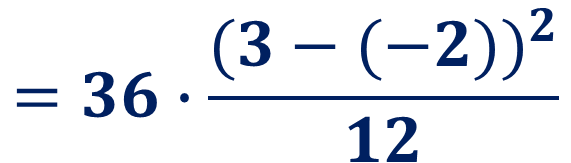 = 36 · (3 − (−2))² / 12